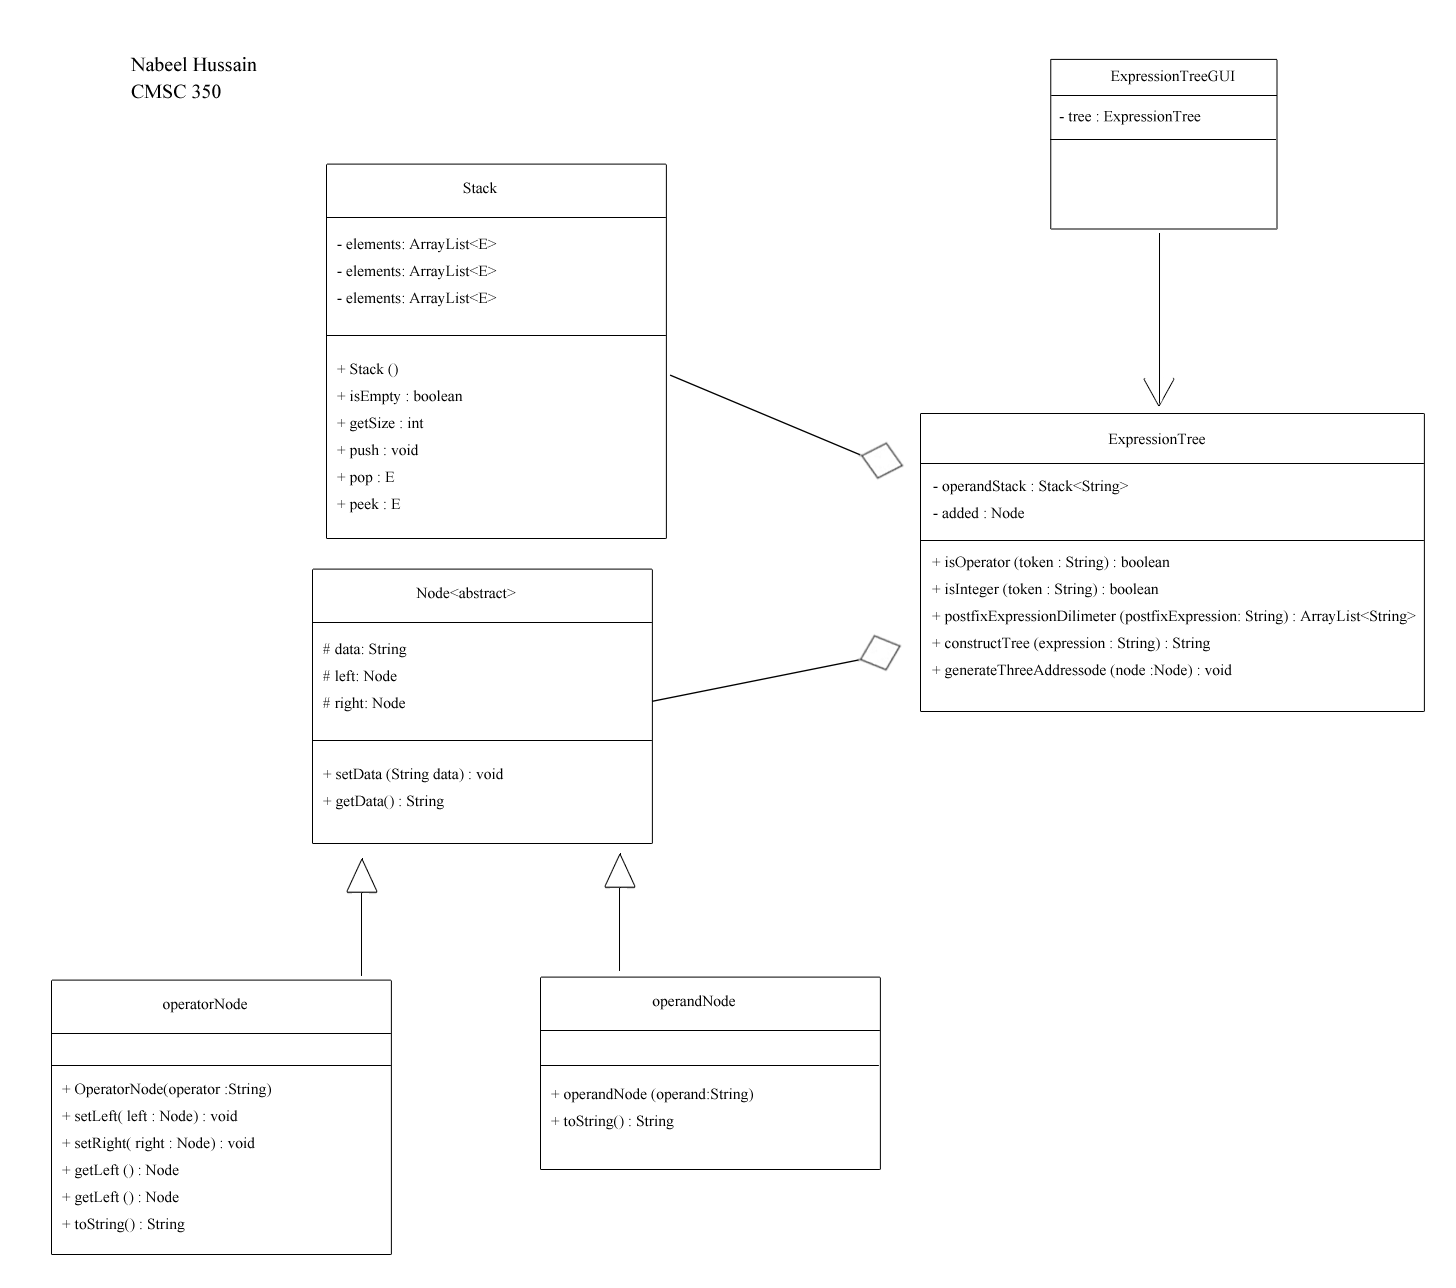 Nabeel Hussain
CMSC 350
ExpressionTreeGUI
- tree : ExpressionTree
Stack
- elements: ArrayList<E>
- elements: ArrayList<E>
- elements: ArrayList<E>
+ Stack ()
+ isEmpty : boolean
+ getSize : int
+ push : void
+ pop : E
+ peek : E
ExpressionTree
- operandStack : Stack<String>
- added : Node
+ isOperator (token : String) : boolean
+ isInteger (token : String) : boolean
+ postfixExpressionDilimeter (postfixExpression: String) : ArrayList<String>
+ constructTree (expression : String) : String
+ generateThreeAddressode (node :Node) : void
Node<abstract>
# data: String
# left: Node
# right: Node
+ setData (String data) : void
+ getData() : String
operatorNode
+ OperatorNode(operator :String)
+ setLeft( left : Node) : void
+ setRight( right : Node) : void
+ getLeft () : Node
+ getLeft () : Node
+ toString() : String
operandNode
+ operandNode (operand:String)
+ toString() : String